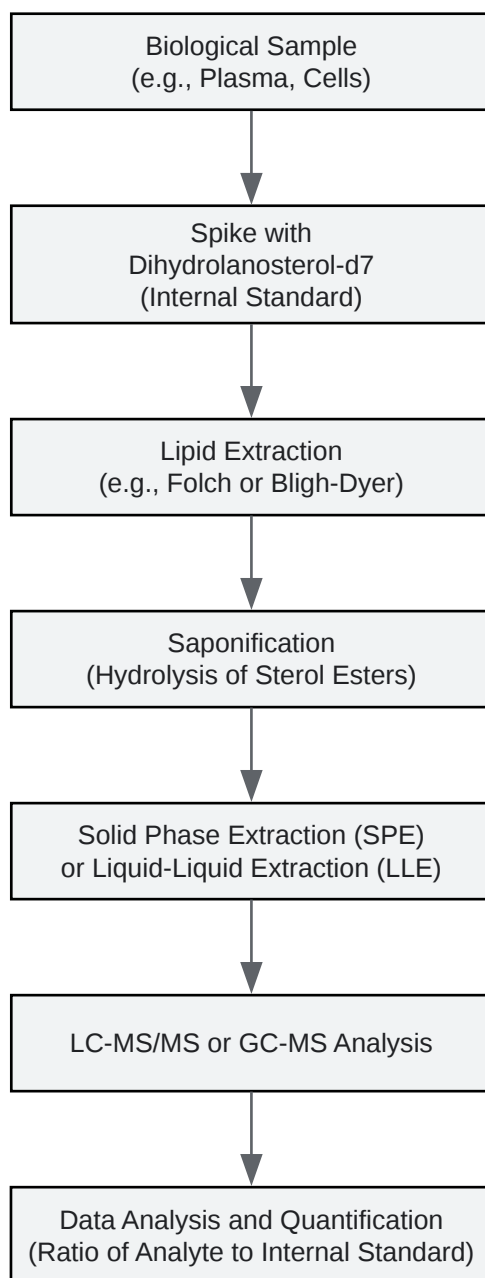 Biological Sample
(e.g., Plasma, Cells)
Spike with
Dihydrolanosterol-d7
(Internal Standard)
Lipid Extraction
(e.g., Folch or Bligh-Dyer)
Saponification
(Hydrolysis of Sterol Esters)
Solid Phase Extraction (SPE)
or Liquid-Liquid Extraction (LLE)
LC-MS/MS or GC-MS Analysis
Data Analysis and Quantification
(Ratio of Analyte to Internal Standard)